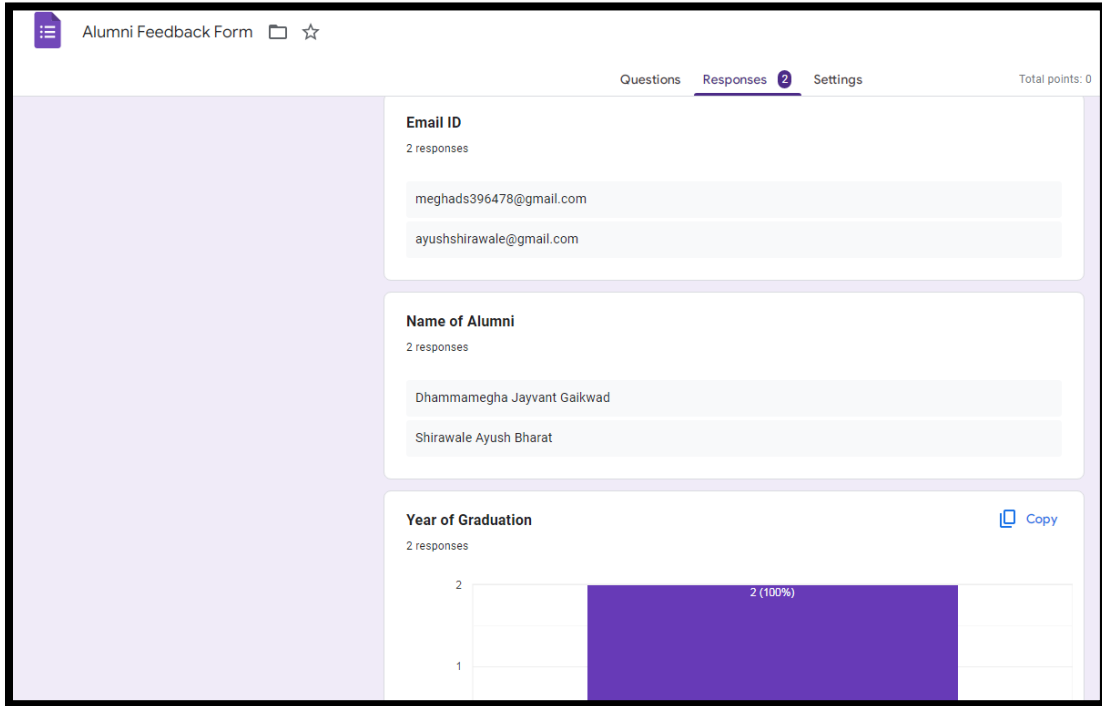 Alumni Feedback Form
Questions Responses 2 Settings Total points: 0
Email ID
2 responses
meghads396478@gmail.com
ayushshirawale@gmail.com
Name of Alumni
2 responses
Dhammamegha Jayvant Gaikwad
Shirawale Ayush Bharat
Year of Graduation Copy
2 responses
2
2 (100%)
1